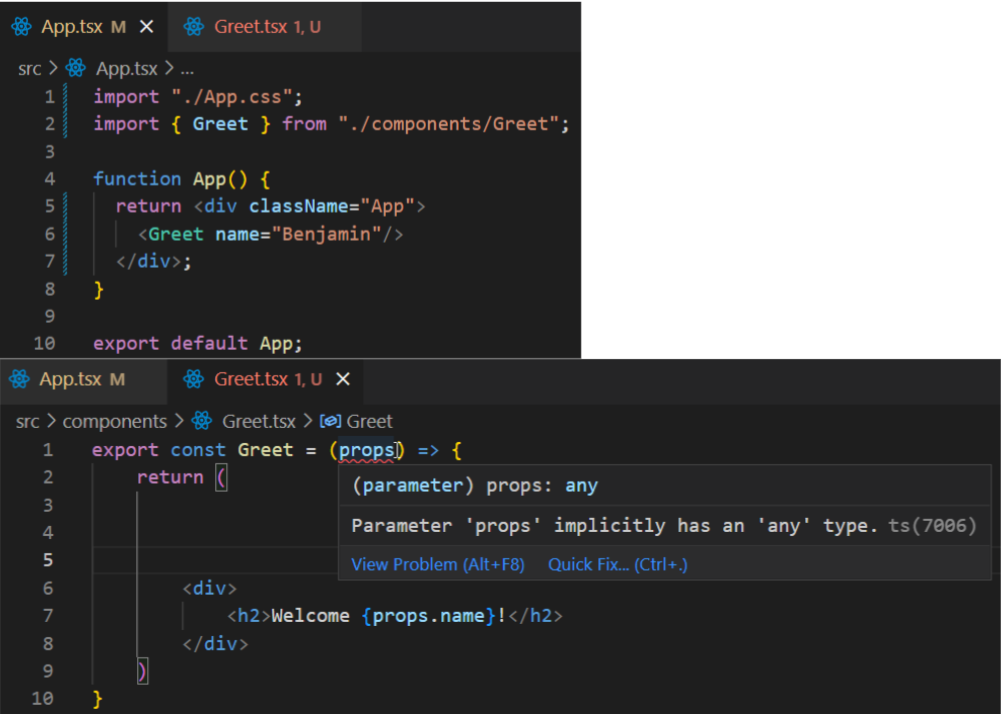 App.tsx M × Greet.tsx 1, U
src > App.tsx > ...
1 import "./App.css";
2 import { Greet } from "./components/Greet";
3
4 function App() {
5   return <div className="App">
6     <Greet name="Benjamin"/>
7   </div>;
8 }
9
10 export default App;
App.tsx M Greet.tsx 1, U ×
src > components > Greet.tsx > Greet
1 export const Greet = (props) => {
2     return (
(parameter) props: any
3
Parameter 'props' implicitly has an 'any' type. ts(7006)
4
5
View Problem (Alt+F8) Quick Fix... (Ctrl+.)
6         <div>
7             <h2>Welcome {props.name}!</h2>
8         </div>
9     )
10 }